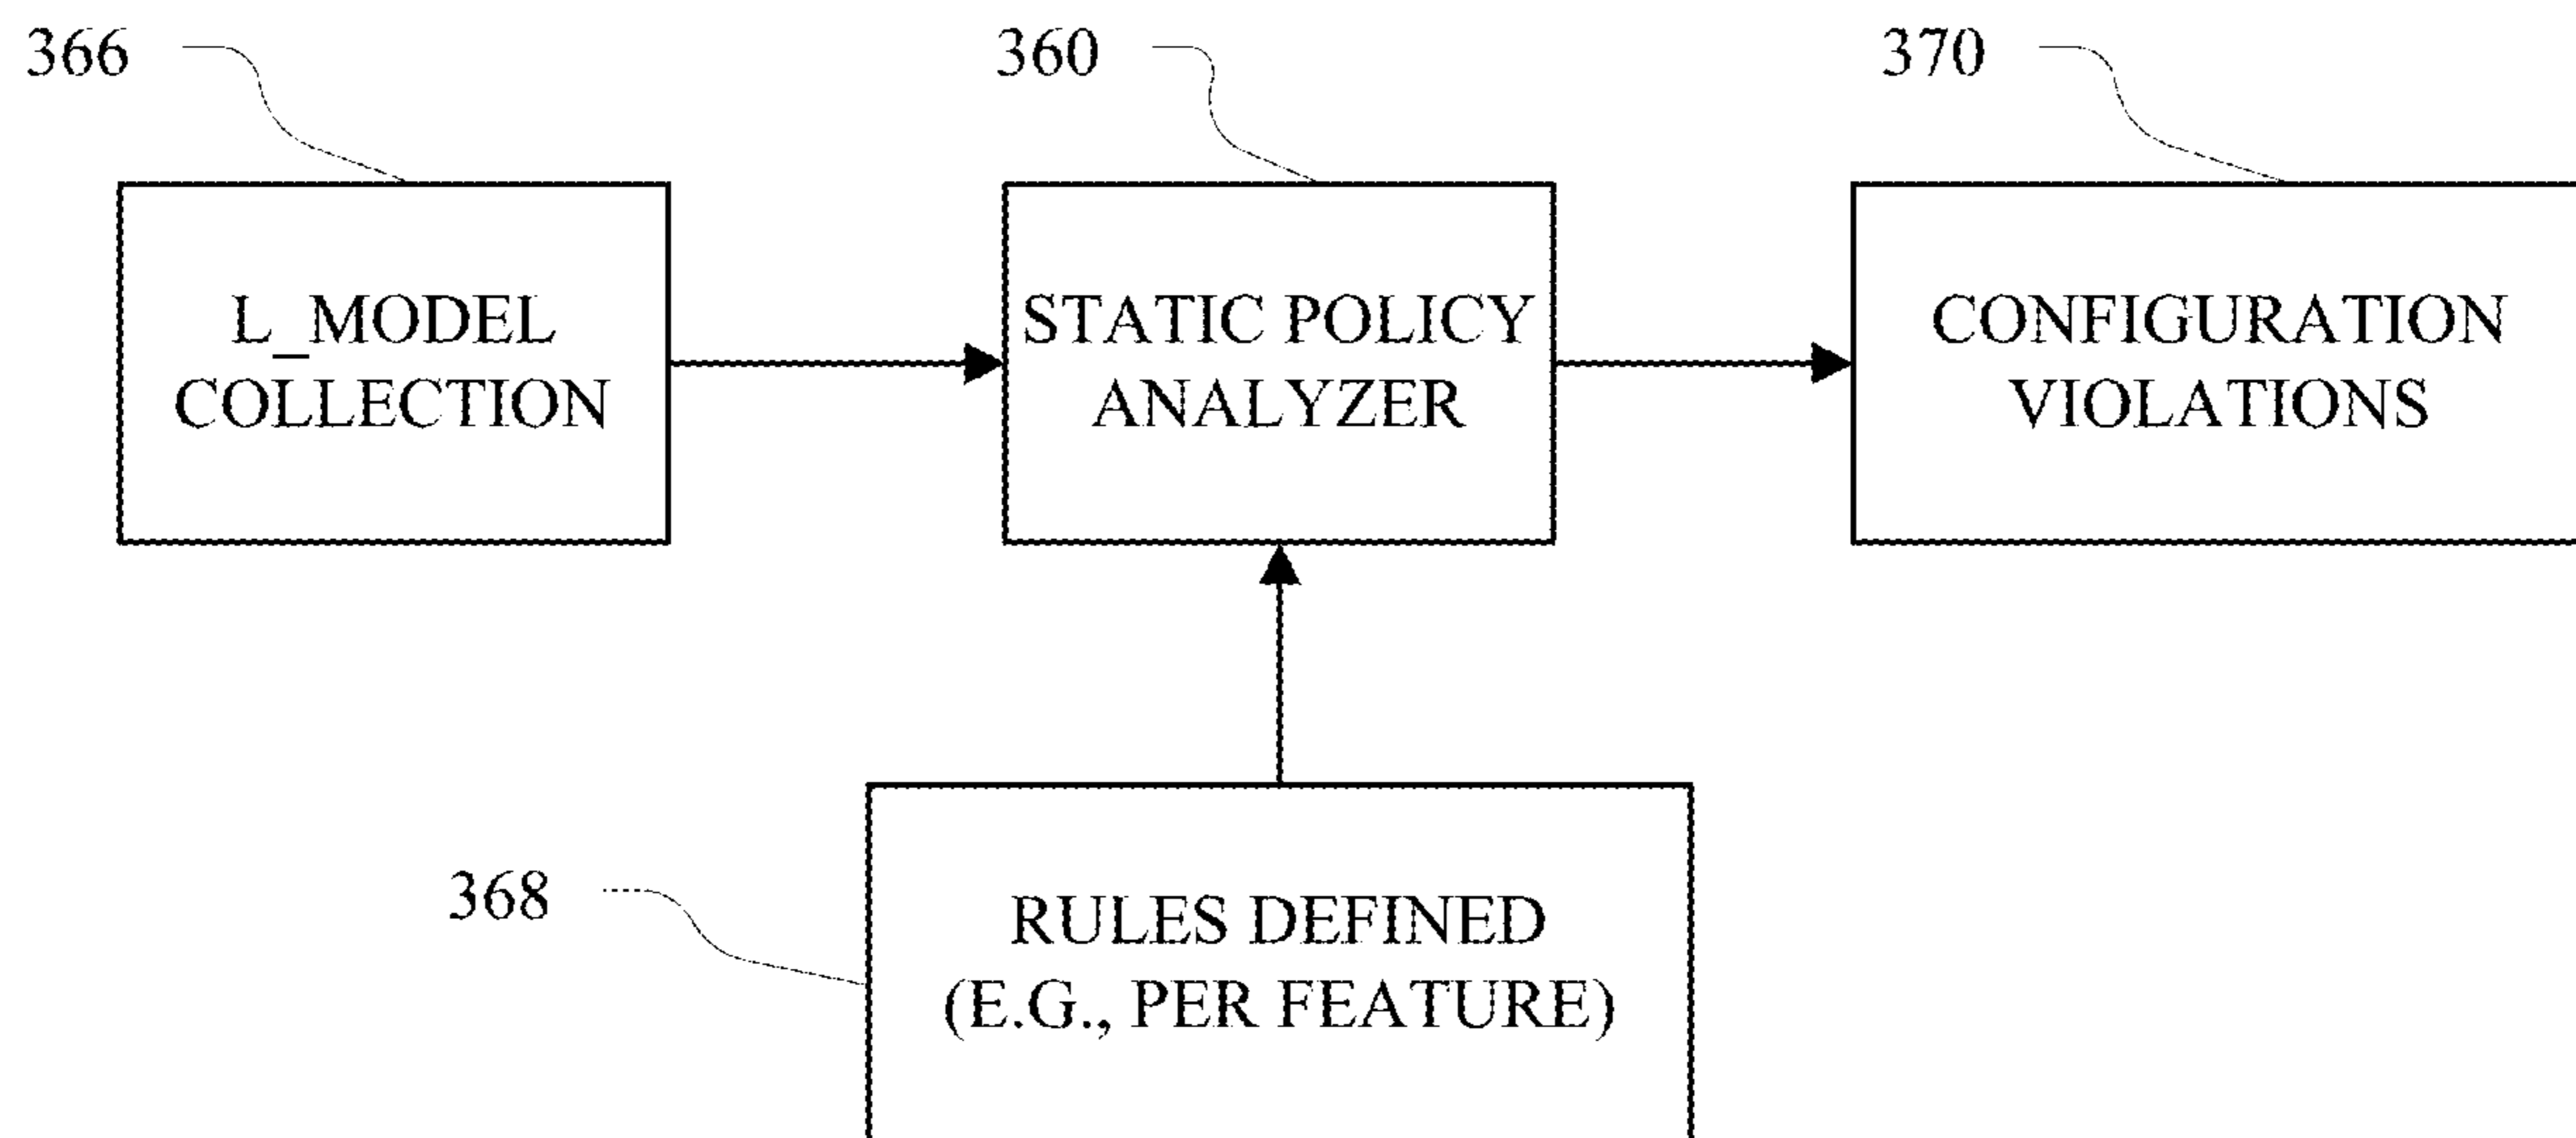 366
360
370
L_MODEL
COLLECTION
STATIC POLICY
ANALYZER
CONFIGURATION
VIOLATIONS
368
RULES DEFINED
(E.G., PER FEATURE)